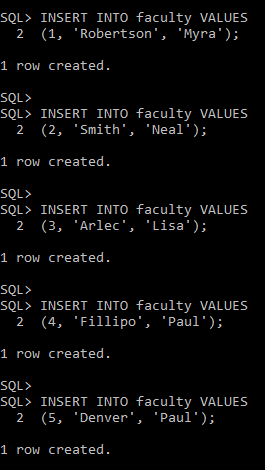 SQL> INSERT INTO faculty VALUES
  2  (1, 'Robertson', 'Myra');
1 row created.
SQL>
SQL> INSERT INTO faculty VALUES
  2  (2, 'Smith', 'Neal');
1 row created.
SQL>
SQL> INSERT INTO faculty VALUES
  2  (3, 'Arlec', 'Lisa');
1 row created.
SQL>
SQL> INSERT INTO faculty VALUES
  2  (4, 'Fillipo', 'Paul');
1 row created.
SQL>
SQL> INSERT INTO faculty VALUES
  2  (5, 'Denver', 'Paul');
1 row created.